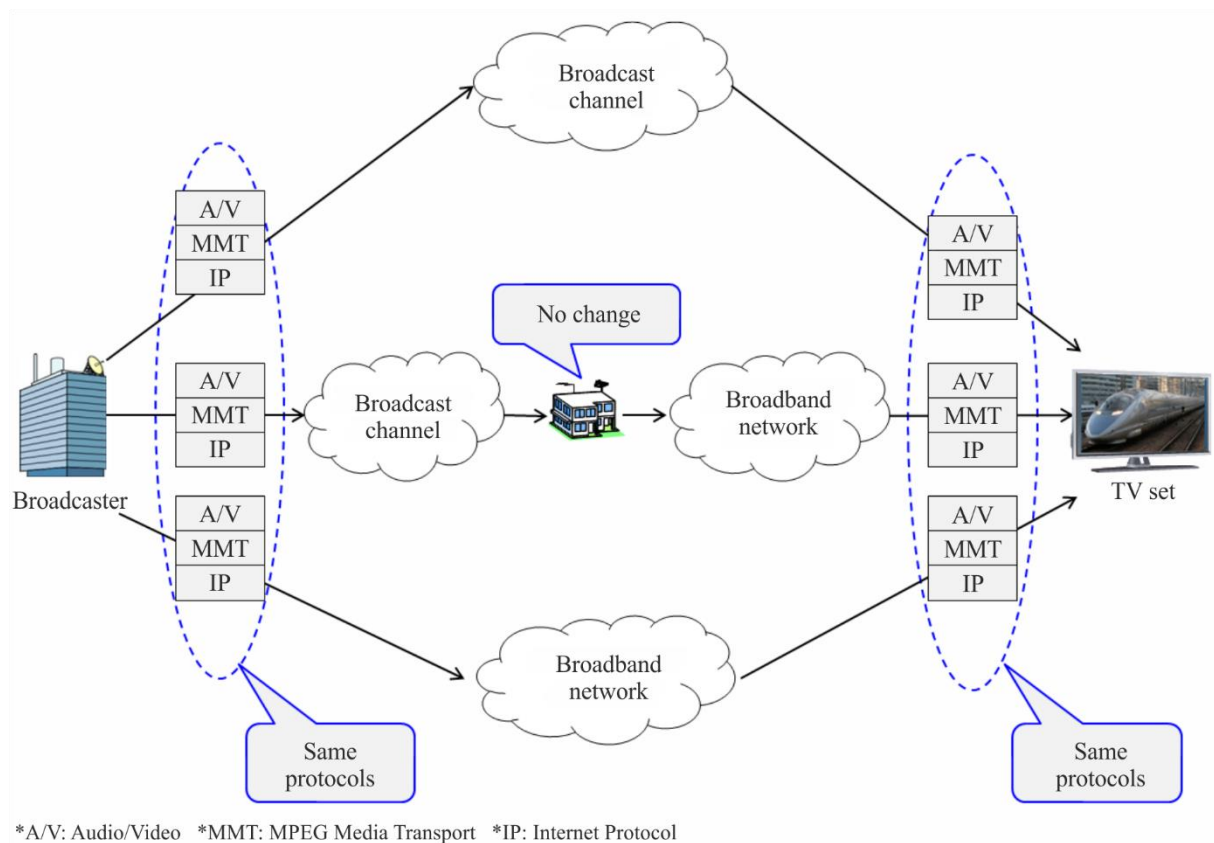 Broadcast
channel
A/V
MMT
IP
A/V
MMT
IP
No change
A/V
MMT
IP
Broadcast
channel
Broadband
network
A/V
MMT
IP
Broadcaster
TV set
A/V
MMT
IP
A/V
MMT
IP
Broadband
network
Same
protocols
Same
protocols
*A/V: Audio/Video *MMT: MPEG Media Transport *IP: Internet Protocol